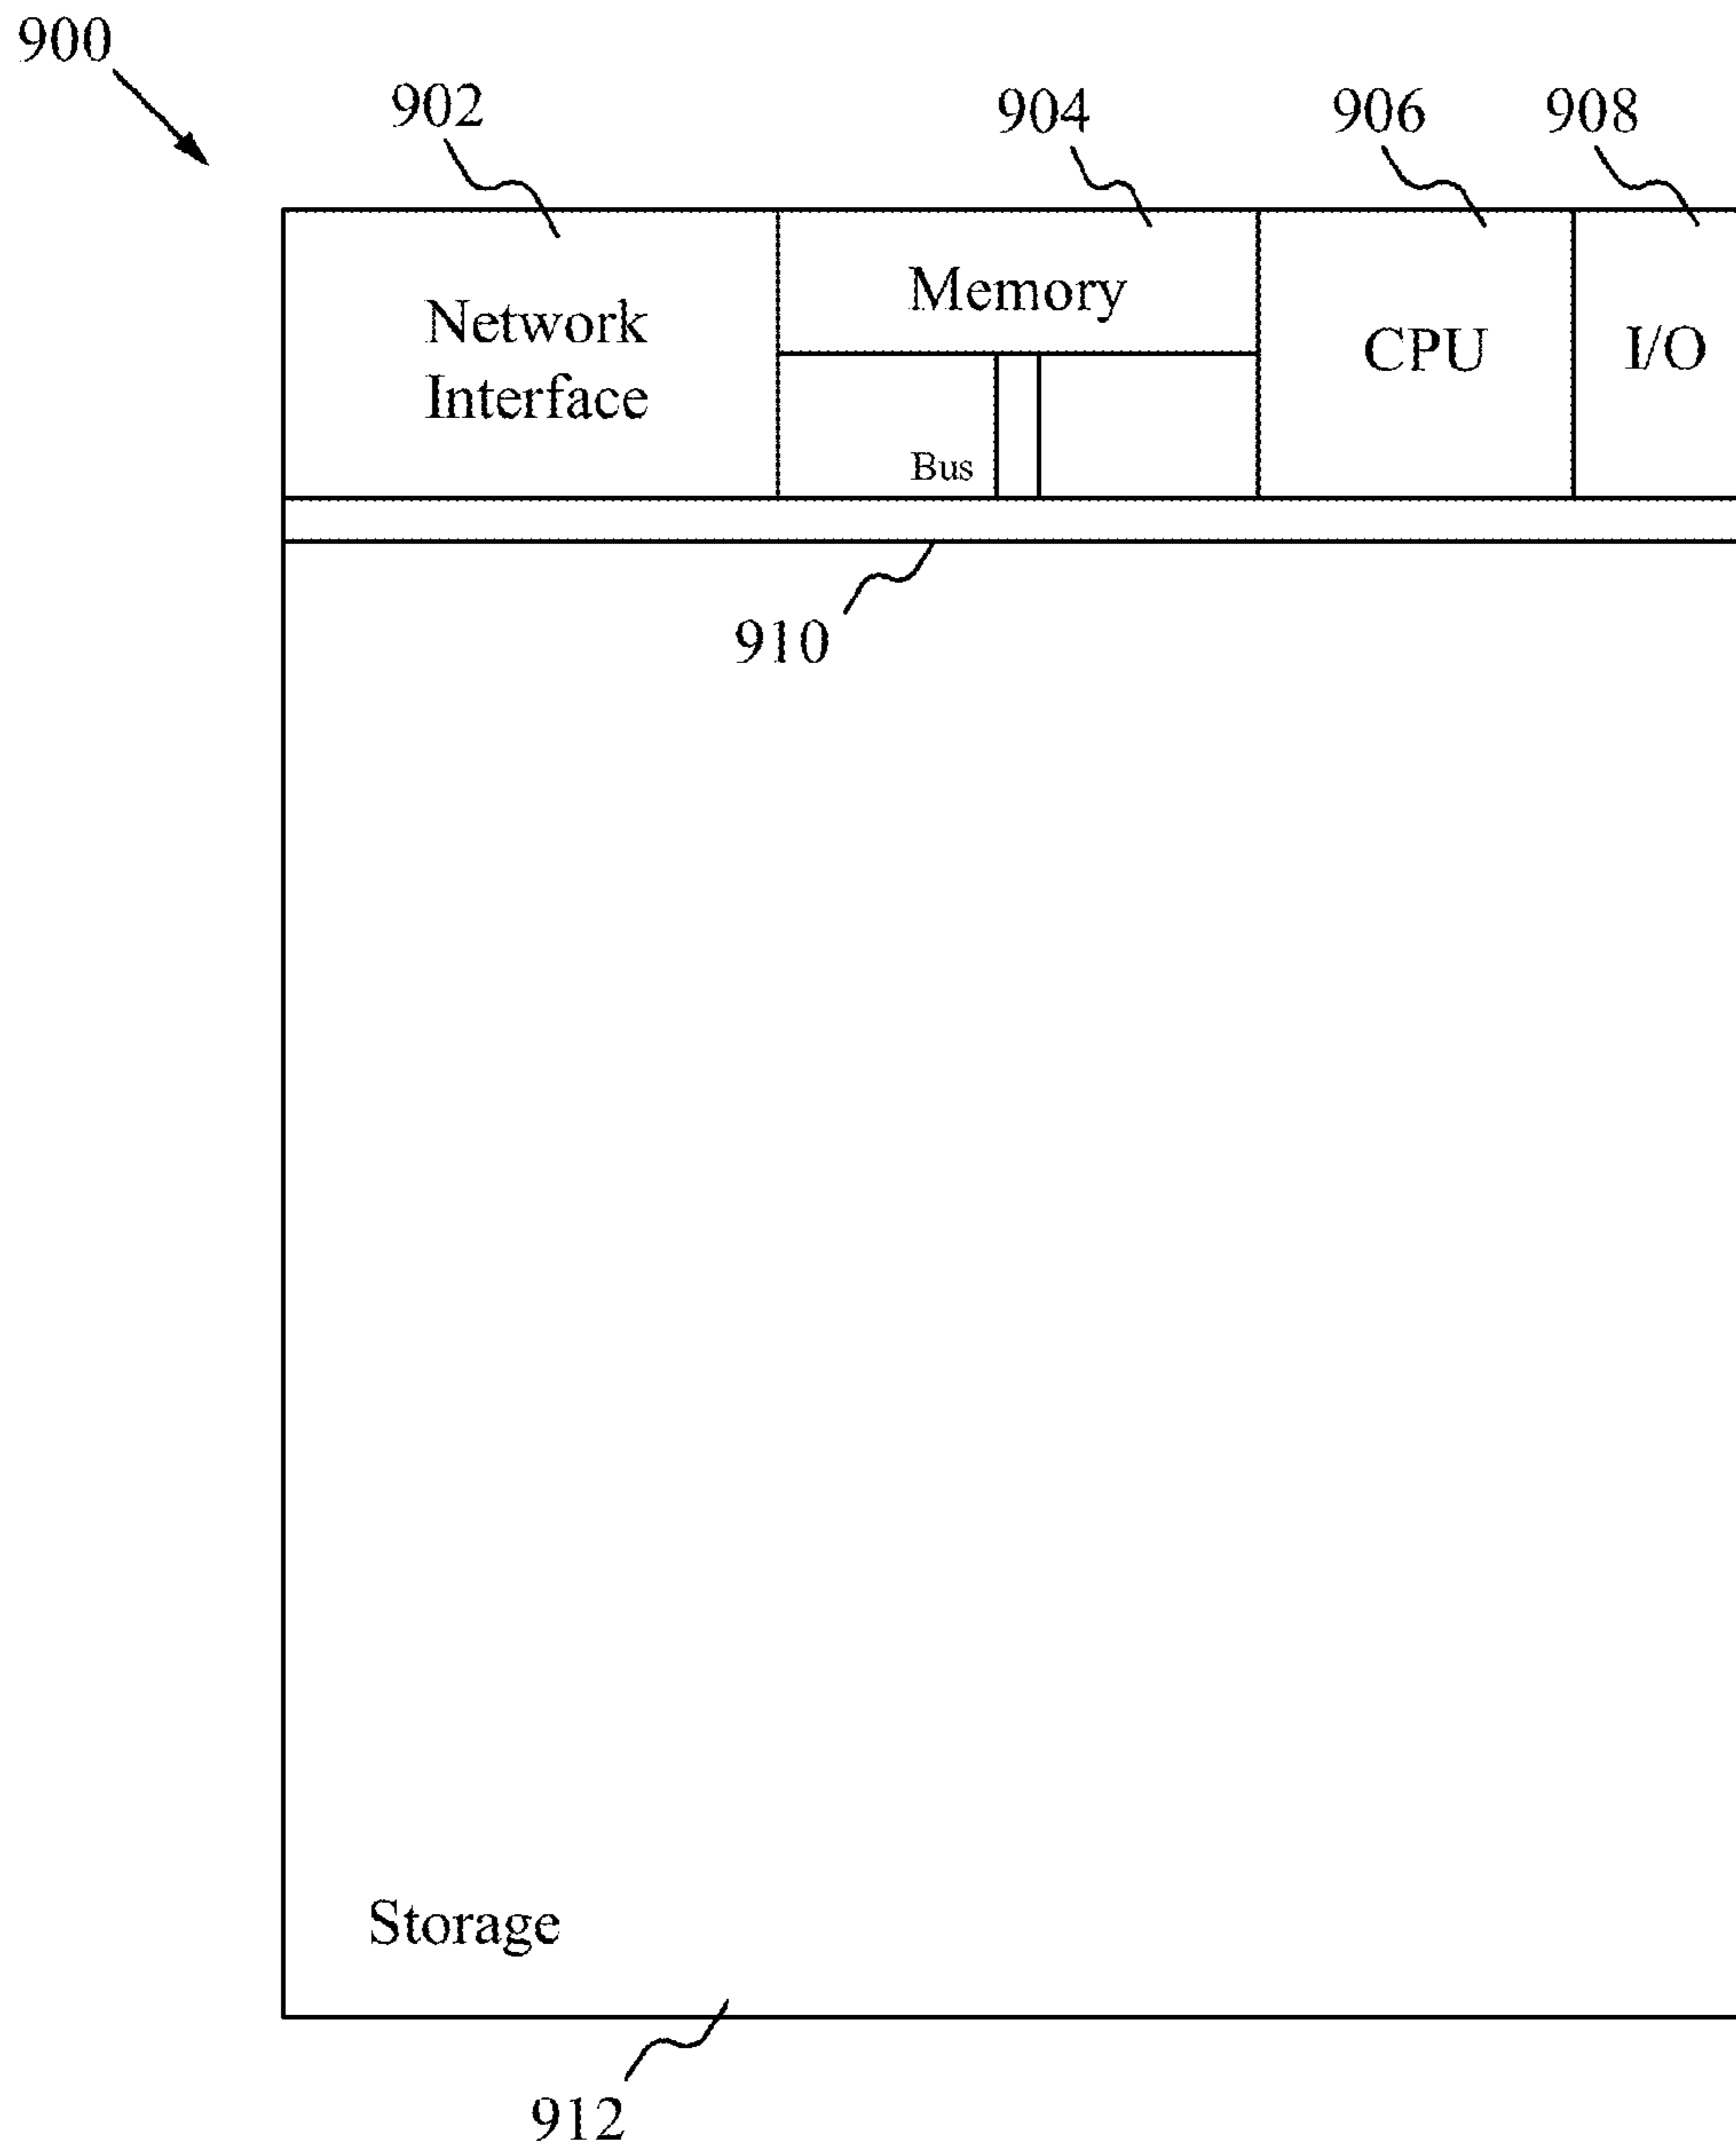 900
902
904
906
908
Network
Interface
Memory
CPU
I/O
Bus
910
Storage
912